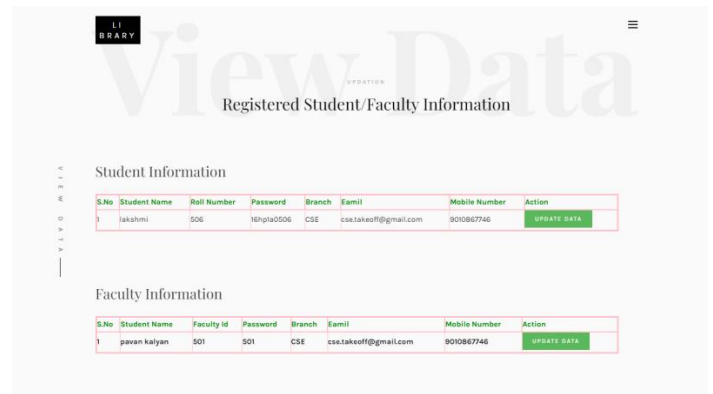 LI
BRARY
View Data
UPDATION
Registered Student/Faculty Information
VIEW DATA
Student Information
S.No Student Name Roll Number Password Branch Eamil Mobile Number Action
1 lakshmi 506 16hp1a0506 CSE cse.takeoff@gmail.com 9010867746 UPDATE DATA
Faculty Information
S.No Student Name Faculty id Password Branch Eamil Mobile Number Action
1 pavan kalyan 501 501 CSE cse.takeoff@gmail.com 9010867746 UPDATE DATA